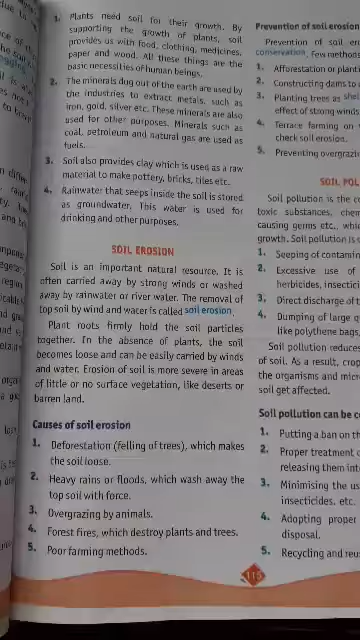 1. Plants need soil for their growth. By
supporting the growth of plants, soil
provides us with food, clothing, medicines,
paper and wood. All these things are the
basic necessities of human beings.
2. The minerals dug out of the earth are used by
the industries to extract metals, such as
iron, gold, silver etc. These minerals are also
used for other purposes. Minerals such as
coal, petroleum and natural gas are used as
fuels.
3. Soil also provides clay which is used as a raw
material to make pottery, bricks, tiles etc.
4. Rainwater that seeps inside the soil is stored
as groundwater. This water is used for
drinking and other purposes.
SOIL EROSION
Soil is an important natural resource. It is
often carried away by strong winds or washed
away by rainwater or river water. The removal of
top soil by wind and water is called soil erosion.
Plant roots firmly hold the soil particles
together. In the absence of plants, the soil
becomes loose and can be easily carried by winds
and water. Erosion of soil is more severe in areas
of little or no surface vegetation, like deserts or
barren land.
Causes of soil erosion
1. Deforestation (felling of trees), which makes
the soil loose.
2. Heavy rains or floods, which wash away the
top soil with force.
3. Overgrazing by animals.
4. Forest fires, which destroy plants and trees.
5. Poor farming methods.
115
Prevention of soil erosion
Prevention of soil
conservation. Few methods
1. Afforestation or
2. Constructing dams to
3. Planting trees as
effect of strong winds
4. Terrace farming on
check soil erosion.
5. Preventing
SOIL
Soil pollution is the
toxic substances,
causing germs etc.,
growth. Soil pollution is
1. Seeping of
2. Excessive use of
herbicides,
3. Direct discharge of
4. Dumping of large
like polythene bags,
Soil pollution reduces
of soil. As a result,
the organisms and
soil get affected.
Soil pollution can be
1. Putting a ban on
2. Proper treatment
releasing them
3. Minimising the
insecticides, etc.
4. Adopting proper
disposal.
5. Recycling and